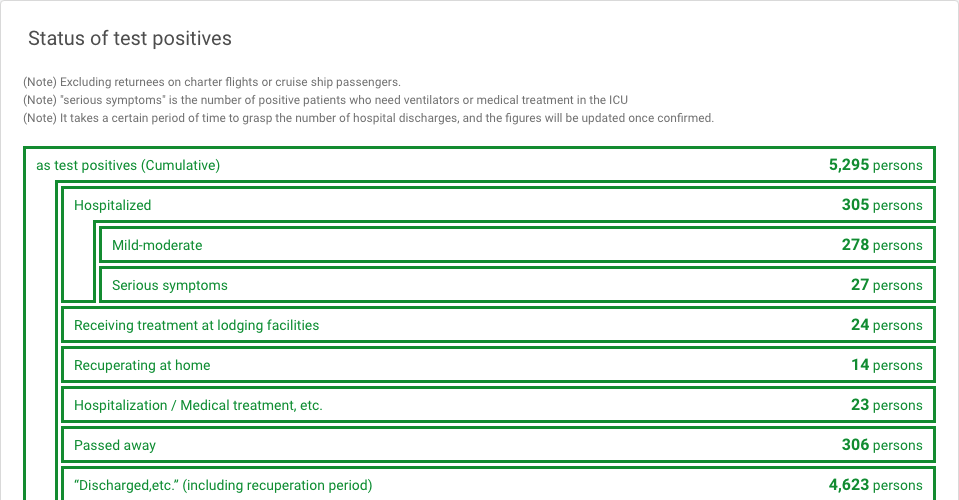 Status of test positives
(Note) Excluding returnees on charter flights or cruise ship passengers.
(Note) "serious symptoms" is the number of positive patients who need ventilators or medical treatment in the ICU
(Note) It takes a certain period of time to grasp the number of hospital discharges, and the figures will be updated once confirmed.
as test positives (Cumulative) 5,295 persons
Hospitalized 305 persons
Mild-moderate 278 persons
Serious symptoms 27 persons
Receiving treatment at lodging facilities 24 persons
Recuperating at home 14 persons
Hospitalization / Medical treatment, etc. 23 persons
Passed away 306 persons
“Discharged,etc.” (including recuperation period) 4,623 persons